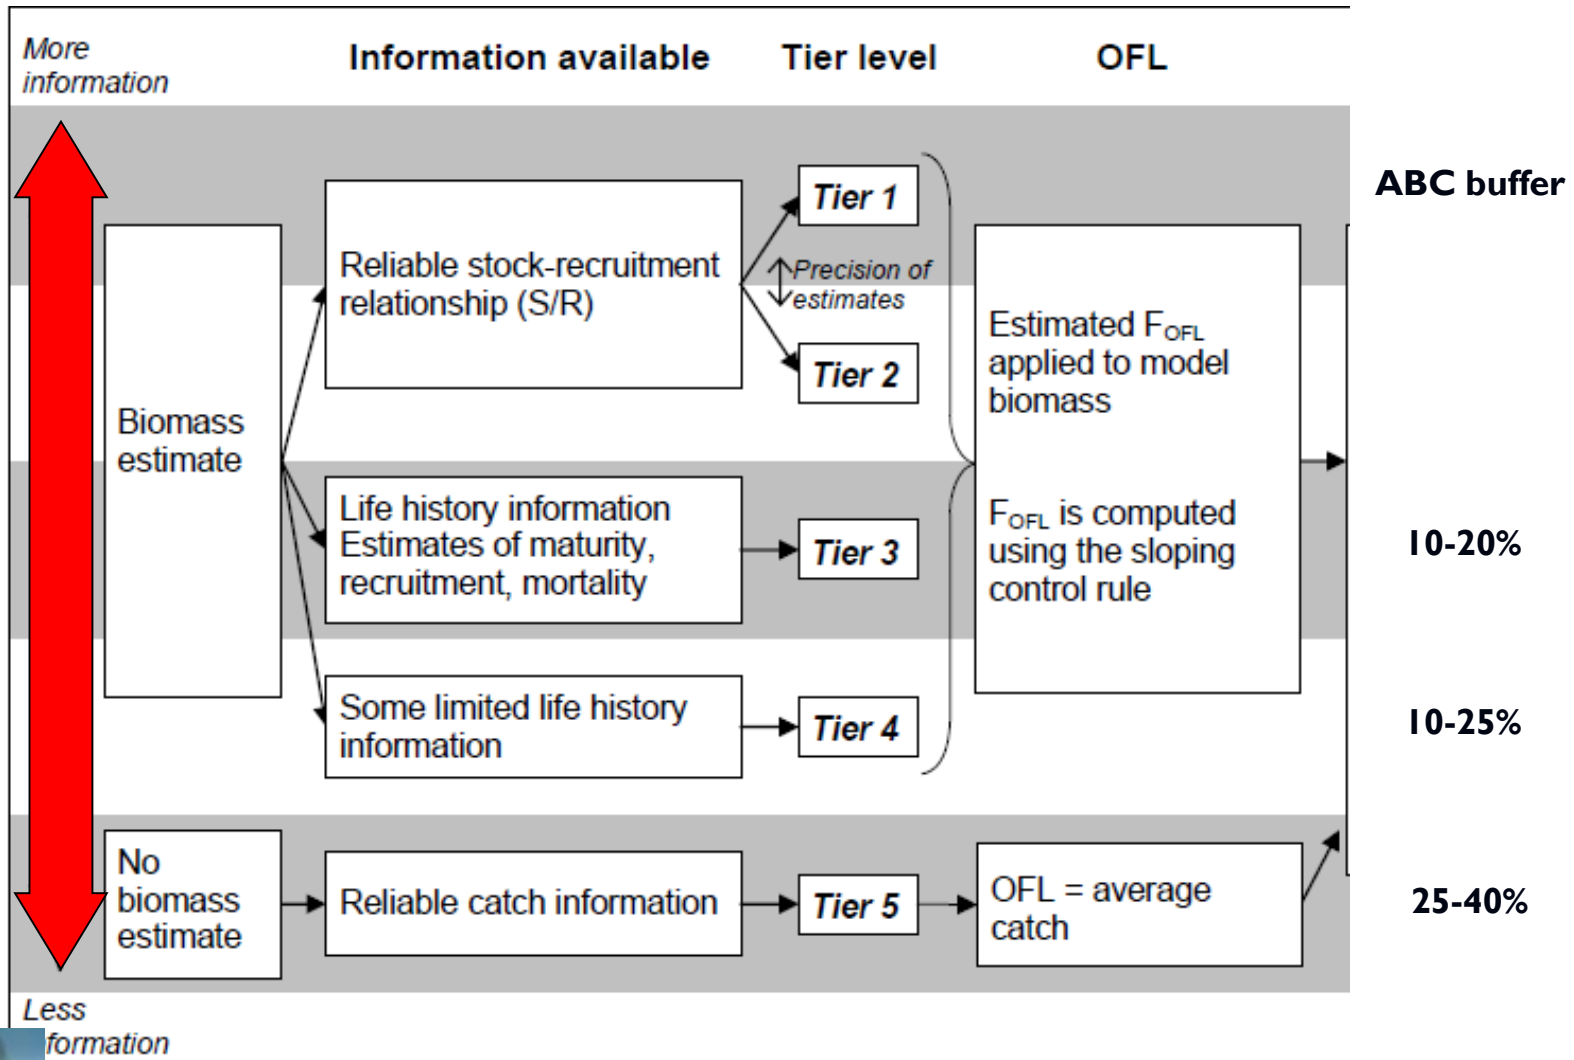 More
information
Information available
Tier level
OFL
ABC buffer
Biomass
estimate
Reliable stock-recruitment
relationship (S/R)
Tier 1
Precision of
estimates
Tier 2
Life history information
Estimates of maturity,
recruitment, mortality
Tier 3
Some limited life history
information
Tier 4
Estimated FOFL
applied to model
biomass
FOFL is computed
using the sloping
control rule
10-20%
10-25%
No
biomass
estimate
Reliable catch information
Tier 5
OFL = average
catch
25-40%
Less
formation